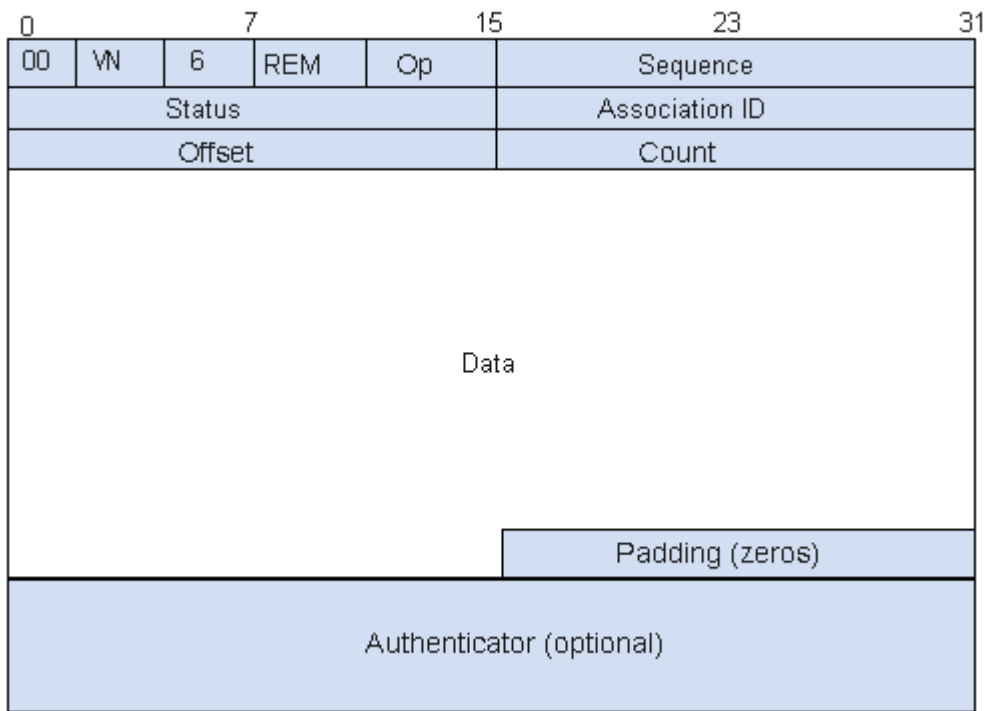 0 7 15 23 31
00 VN 6 REM Op Sequence
Status Association ID
Offset Count
Data
Padding (zeros)
Authenticator (optional)